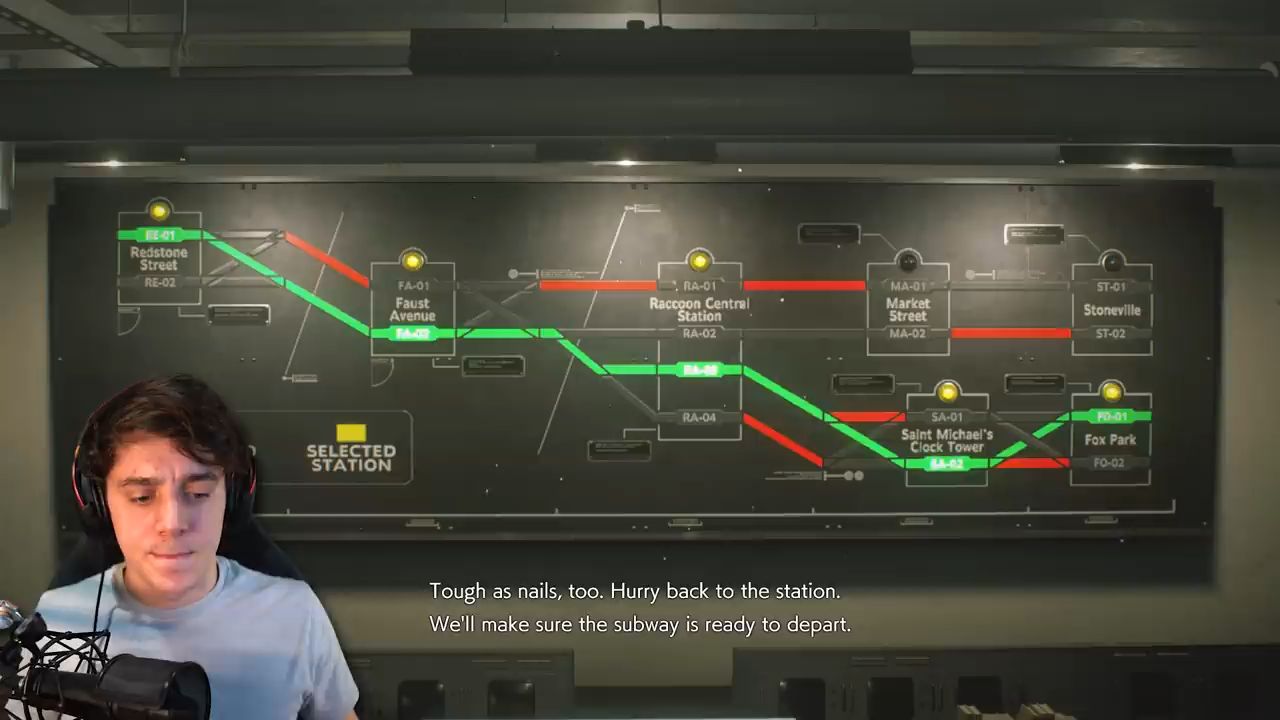 RE-01
Redstone
Street
RE-02
FA-01
Faust
Avenue
FA-02
RA-01
Raccoon Central
Station
RA-02
RA-03
RA-04
MA-01
Market
Street
MA-02
ST-01
Stoneville
ST-02
SA-01
Saint Michael's
Clock Tower
SA-02
FO-01
Fox Park
FO-02
SELECTED
STATION
Tough as nails, too. Hurry back to the station.
We'll make sure the subway is ready to depart.